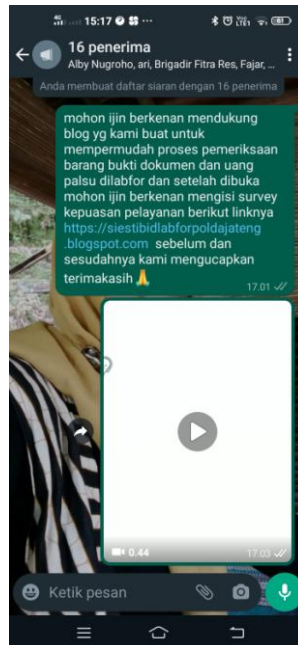 15:17
16 penerima
Alby Nugroho, ari, Brigadir Fitra Res, Fajar, ...
Anda membuat daftar siaran dengan 16 penerima
mohon ijin berkenan mendukung
blog yg kami buat untuk
mempermudah proses pemeriksaan
barang bukti dokumen dan uang
palsu dilabfor dan setelah dibuka
mohon ijin berkenan mengisi survey
kepuasan pelayanan berikut linknya
https://siestibidlabforpoldajateng
.blogspot.com sebelum dan
sesudahnya kami mengucapkan
terimakasih 🙏
17.01
0.44
17.03
Ketik pesan